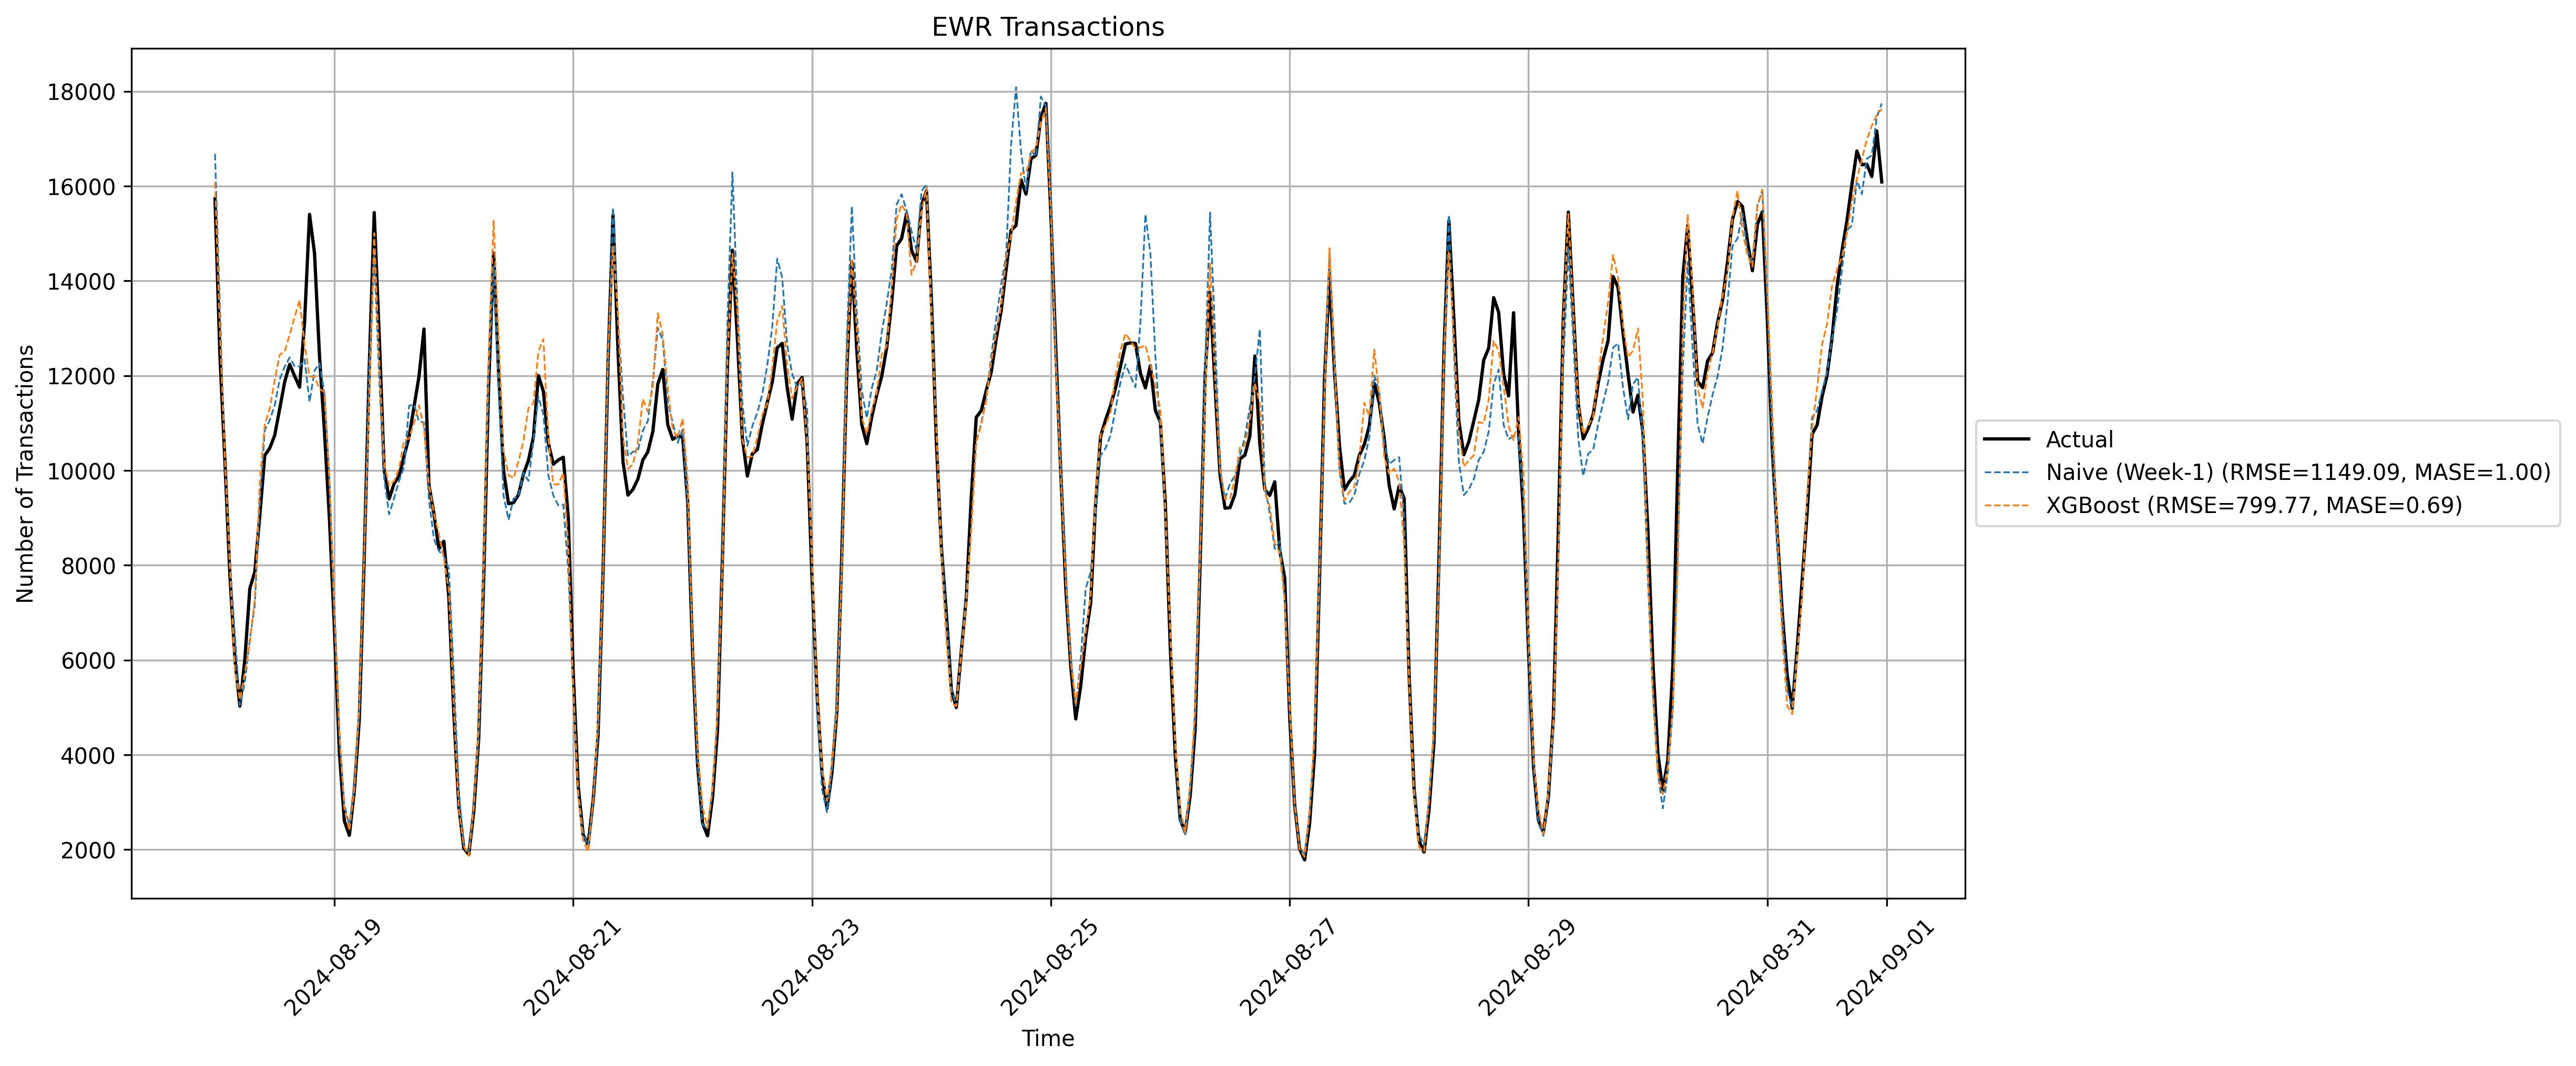 EWR Transactions
Number of Transactions
18000
16000
14000
12000
10000
8000
6000
4000
2000
2024-08-19
2024-08-21
2024-08-23
2024-08-25
2024-08-27
2024-08-29
2024-08-31
2024-09-01
Time
Actual
Naive (Week-1) (RMSE=1149.09, MASE=1.00)
XGBoost (RMSE=799.77, MASE=0.69)